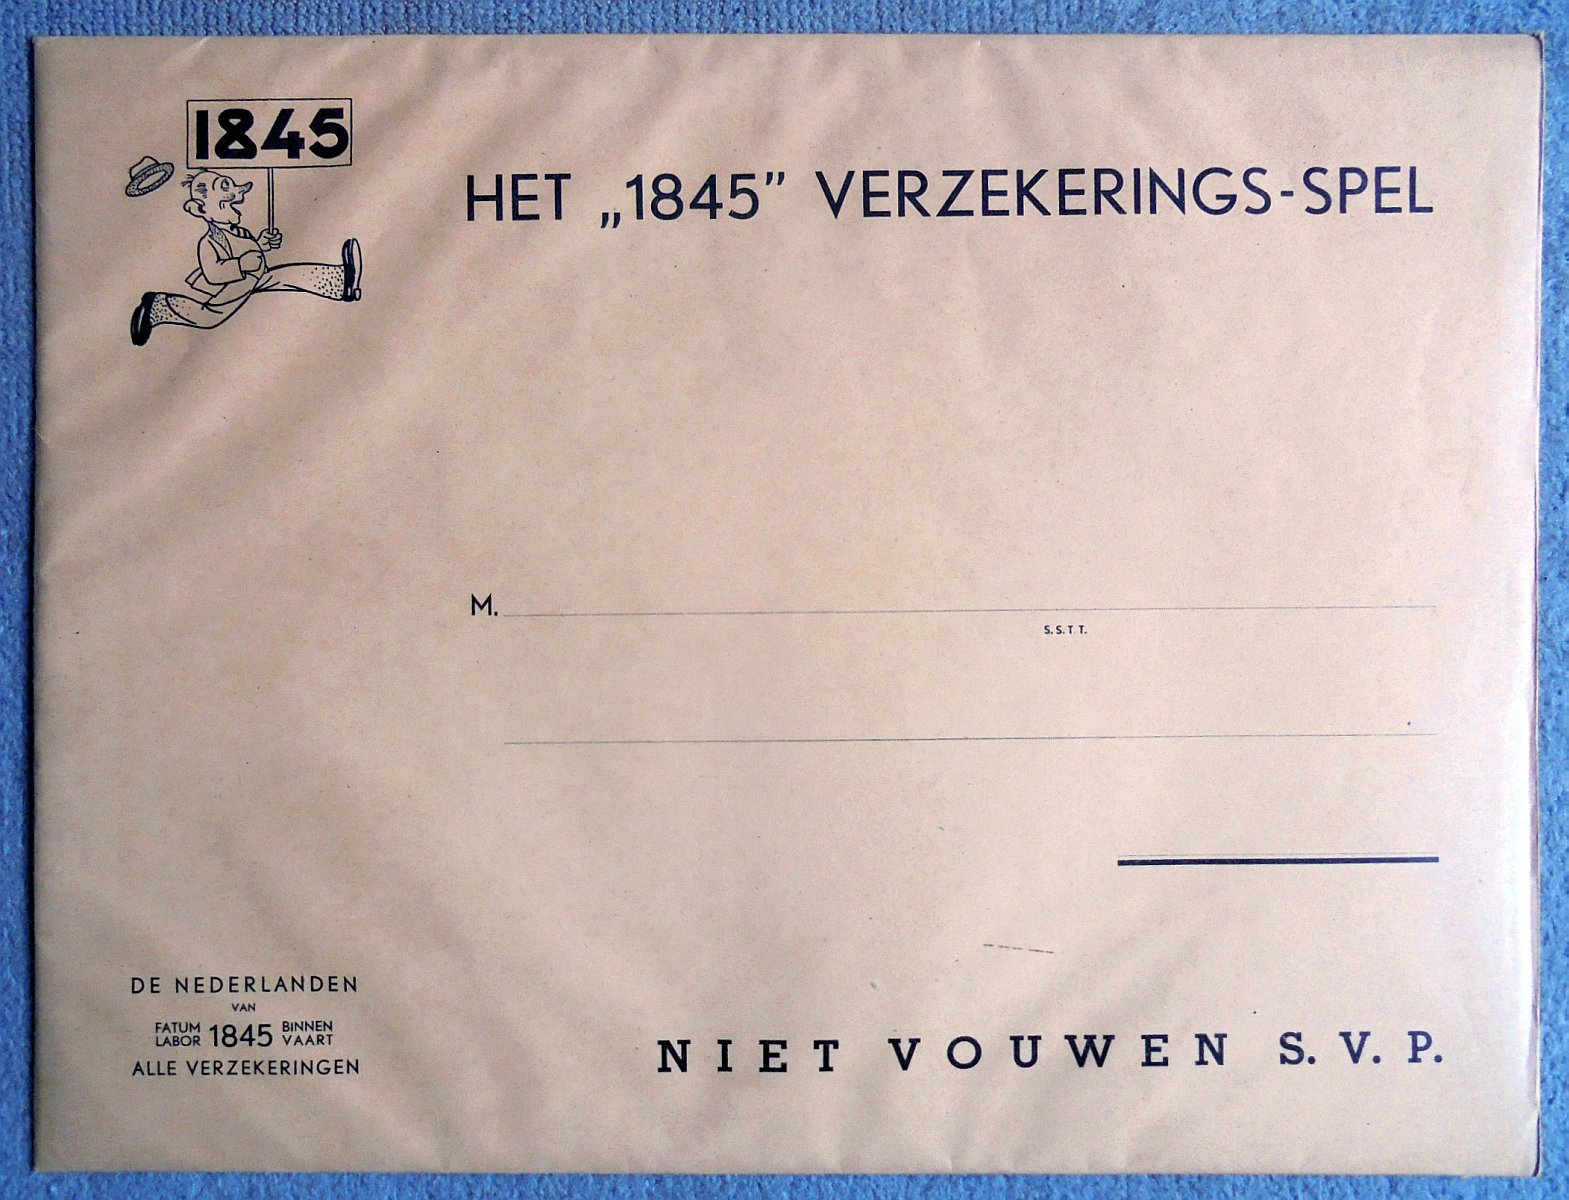 1845
HET „1845” VERZEKERINGS-SPEL
M.
S.S.T T.
DE NEDERLANDEN
VAN
FATUM 1845 BINNEN
LABOR VAART
ALLE VERZEKERINGEN
NIET VOUWEN S. V. P.